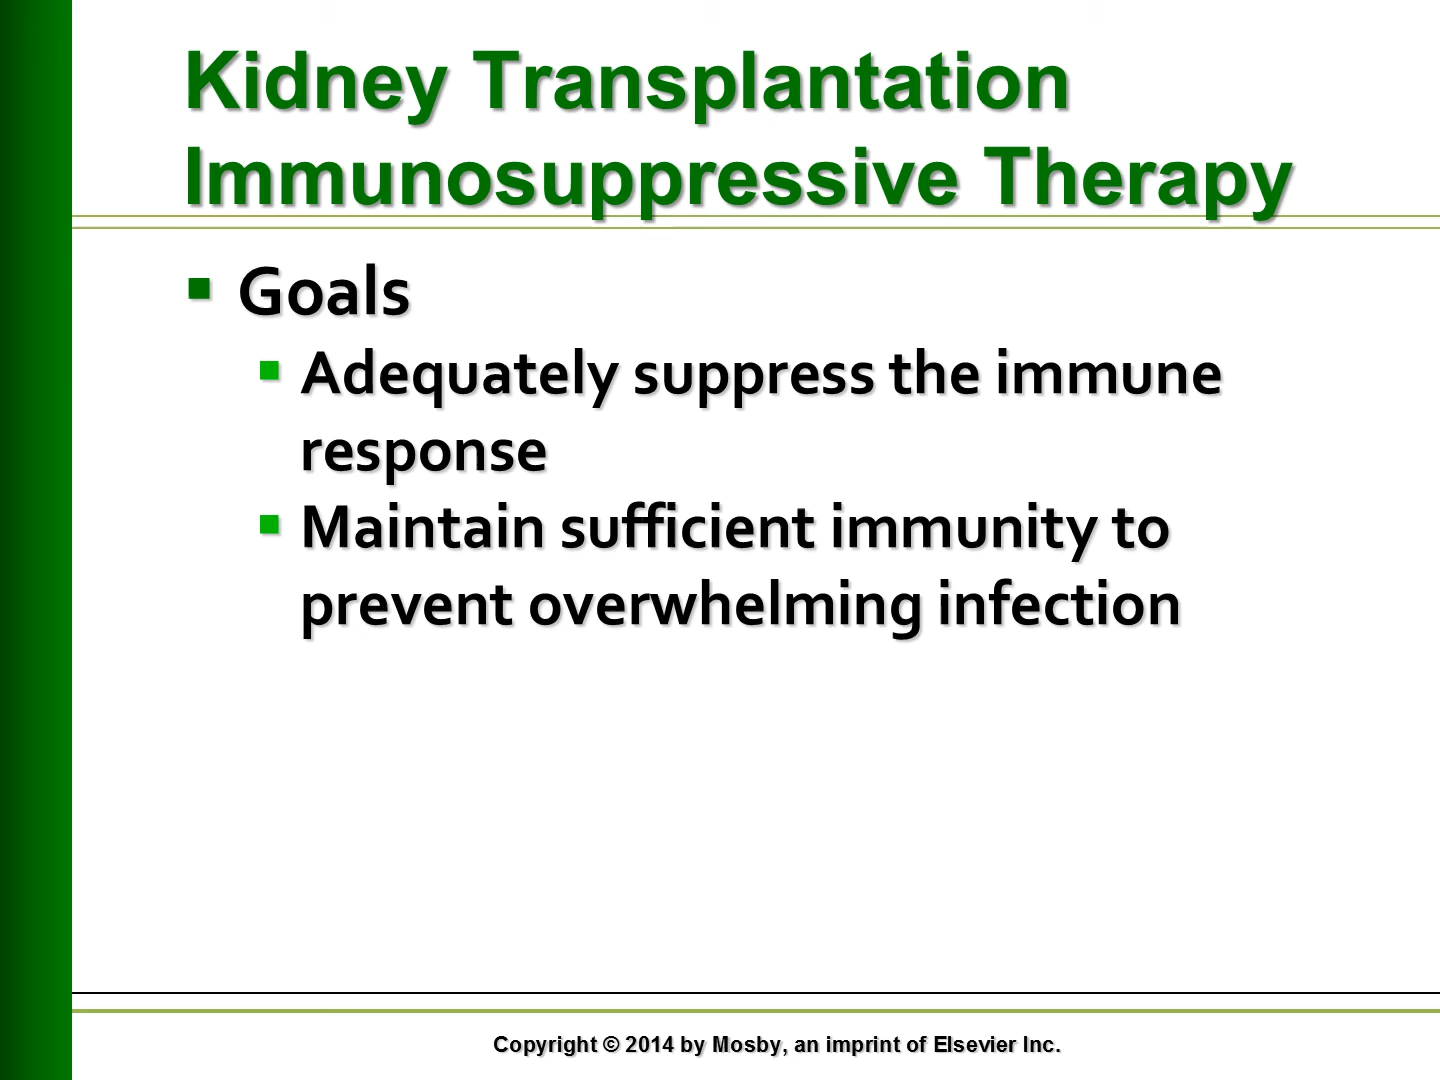 Kidney Transplantation
Immunosuppressive Therapy
Goals
Adequately suppress the immune
response
Maintain sufficient immunity to
prevent overwhelming infection
Copyright © 2014 by Mosby, an imprint of Elsevier Inc.